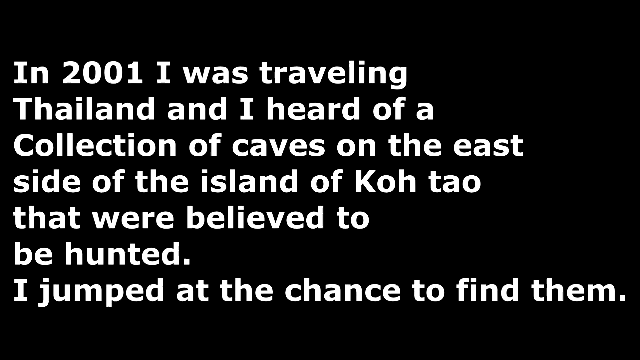 In 2001 I was traveling
Thailand and I heard of a
Collection of caves on the east
side of the island of Koh tao
that were believed to
be hunted.
I jumped at the chance to find them.